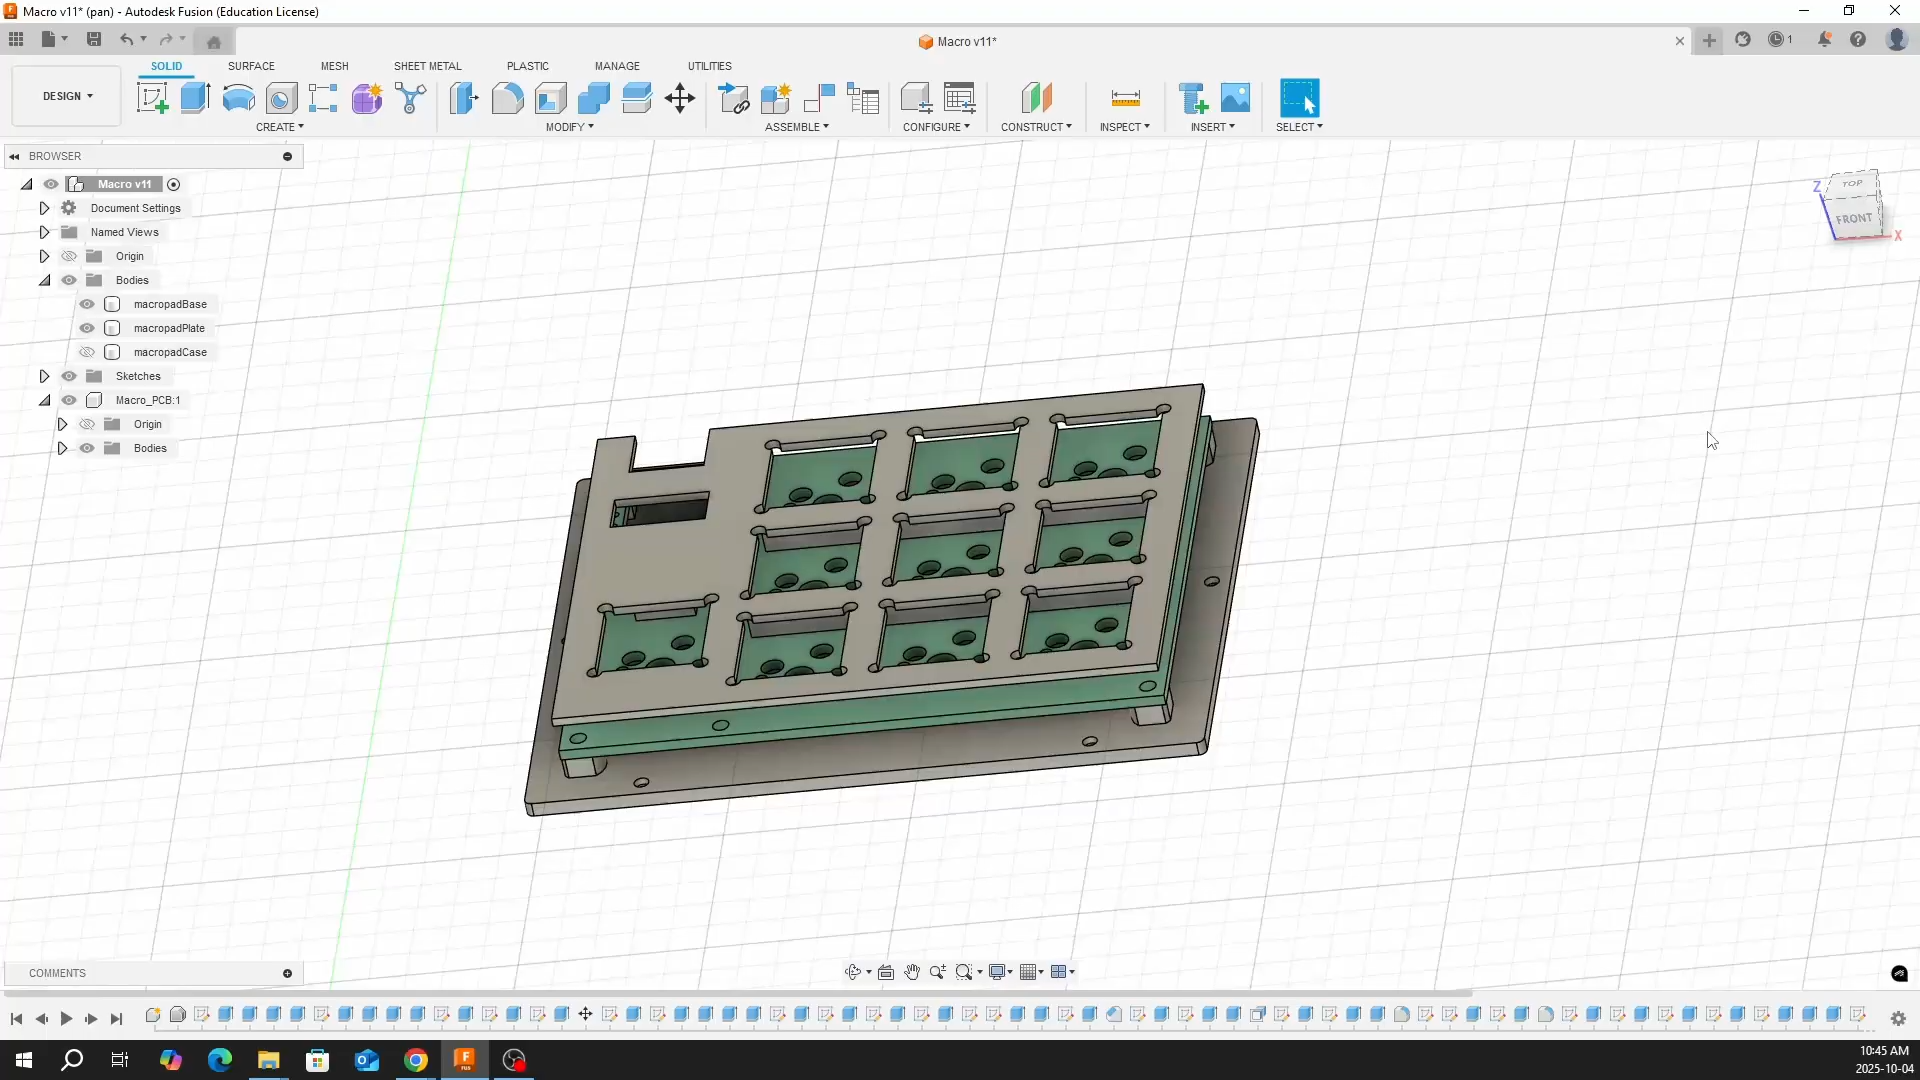 Macro v11* (pan) - Autodesk Fusion (Education License)
Macro v11*
1
DESIGN
SOLID
SURFACE
MESH
SHEET METAL
PLASTIC
MANAGE
UTILITIES
CREATE
MODIFY
ASSEMBLE
CONFIGURE
CONSTRUCT
INSPECT
INSERT
SELECT
BROWSER
Macro v11
Document Settings
Named Views
Origin
Bodies
macropadBase
macropadPlate
macropadCase
Sketches
Macro_PCB:1
Origin
Bodies
TOP
Z
FRONT
X
COMMENTS
10:45 AM
2025-10-04